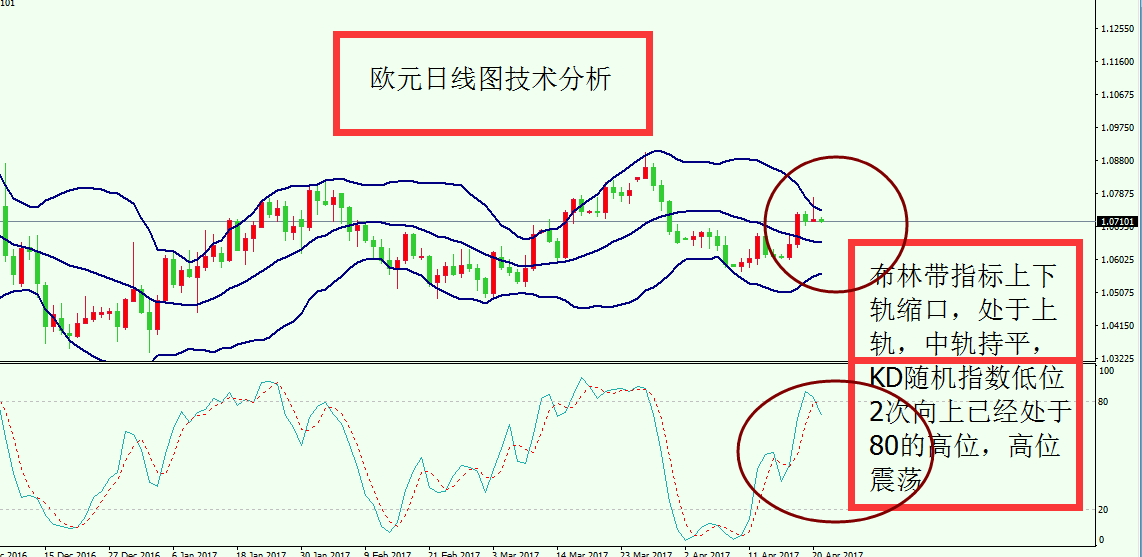 101
欧元日线图技术分析
1.12550
1.11600
1.10675
1.09750
1.08800
1.07875
1.07101
1.06025
1.05075
1.04150
1.03225
布林带指标上下
轨缩口，处于上
轨，中轨持平，
KD随机指数低位
2次向上已经处于
80的高位，高位
震荡
100
80
20
0
2016
15 Dec 2016
27 Dec 2016
6 Jan 2017
18 Jan 2017
30 Jan 2017
9 Feb 2017
21 Feb 2017
3 Mar 2017
14 Mar 2017
23 Mar 2017
2 Apr 2017
11 Apr 2017
20 Apr 2017